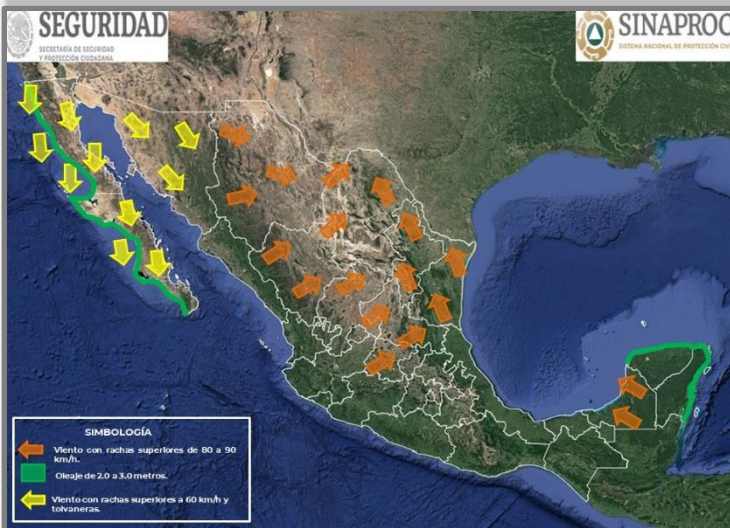 SEGURIDAD
SECRETARÍA DE SEGURIDAD
Y PROTECCIÓN CIUDADANA
SINAPROC
SISTEMA NACIONAL DE PROTECCIÓN CIV
SIMBOLOGÍA
Viento con rachas superiores de 80 a 90
km/h.
Oleaje de 2.0 a 3.0 metros.
Viento con rachas superiores a 60 km/h y
tolvaneras.